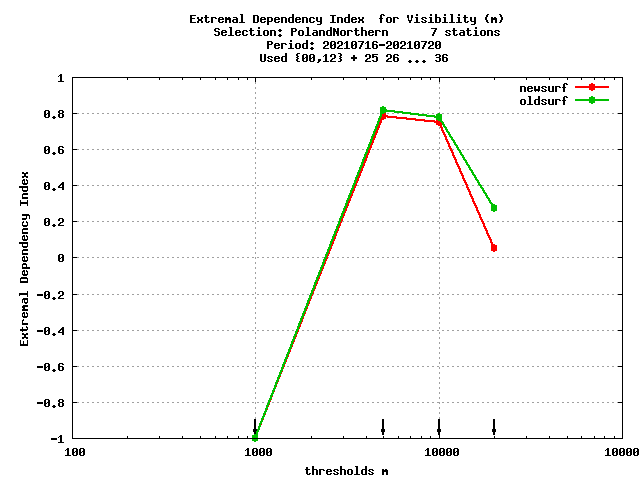 Extremal Dependency Index  for Visibility (m)
Selection: PolandNorthern      7 stations
Period: 20210716-20210720
Used {00,12} + 25 26 ... 36
newsurf
oldsurf
1
0.8
0.6
0.4
0.2
0
-0.2
-0.4
-0.6
-0.8
-1
Extremal Dependency Index
100 1000 10000 10000
thresholds m